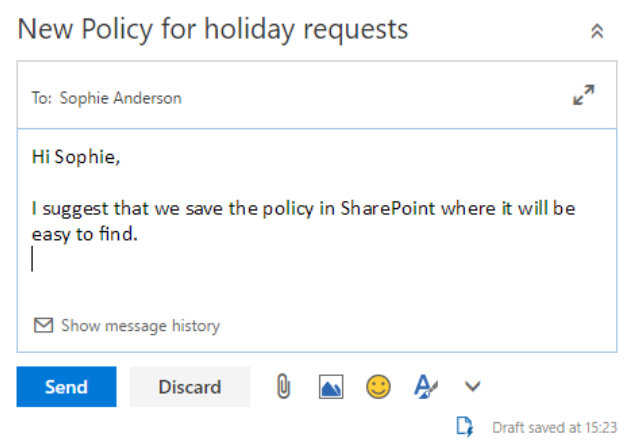 New Policy for holiday requests
To: Sophie Anderson
Hi Sophie,
I suggest that we save the policy in SharePoint where it will be
easy to find.
Show message history
Send Discard
Draft saved at 15:23